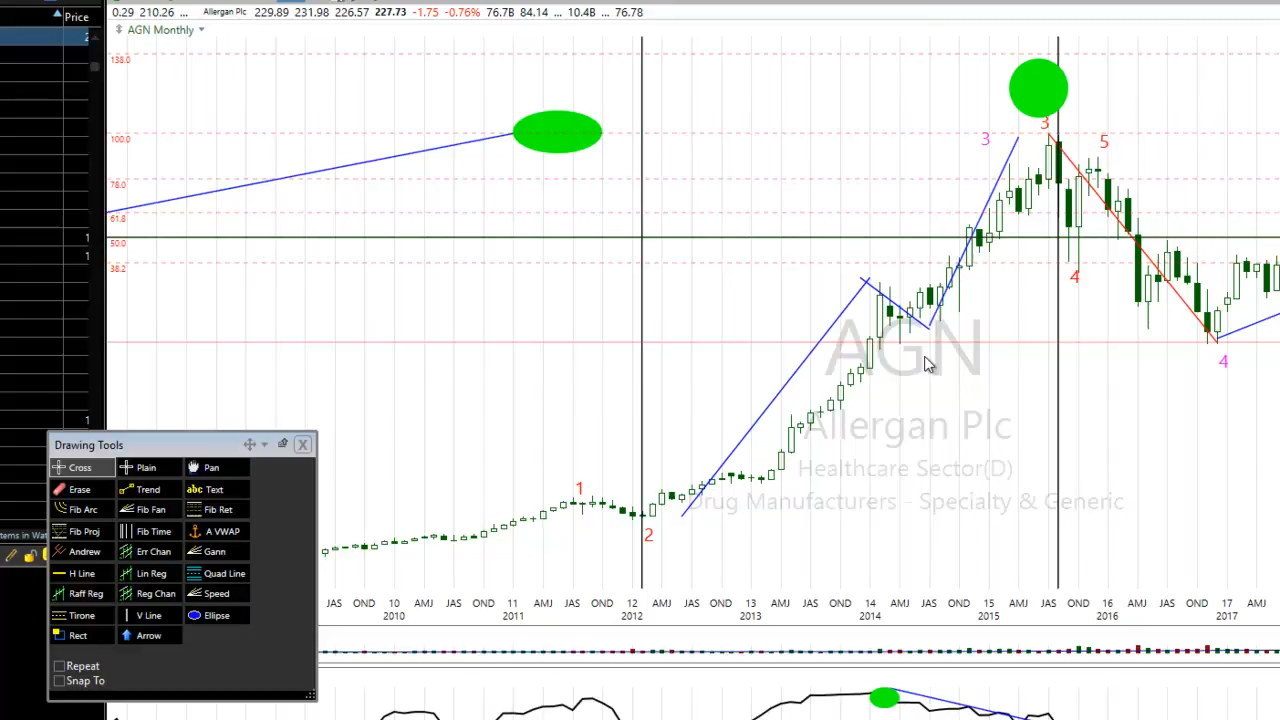 Price
0.29 210.26 ... Allergan Plc 229.89 231.98 226.57 227.73 -1.75 -0.76% 76.7B 84.14 ... 10.4B ... 76.78
AGN Monthly
138.0
100.0
78.0
61.8
50.0
38.2
3
3
5
4
4
1
2
AGN
Allergan Plc
Healthcare Sector(D)
Drug Manufacturers - Specialty & Generic
Drawing Tools
Cross Plain Pan
Erase Trend abc Text
Fib Arc Fib Fan Fib Ret
Fib Proj Fib Time A VWAP
Andrew Err Chan Gann
H Line Lin Reg Quad Line
Raff Reg Reg Chan Speed
Tirone V Line Ellipse
Rect Arrow
Repeat
Snap To
JAS OND 10 AMJ JAS OND 11 AMJ JAS OND 12 AMJ JAS OND 13 AMJ JAS OND 14 AMJ JAS OND 15 AMJ JAS OND 16 AMJ JAS OND 17 AMJ
2010 2011 2012 2013 2014 2015 2016 2017